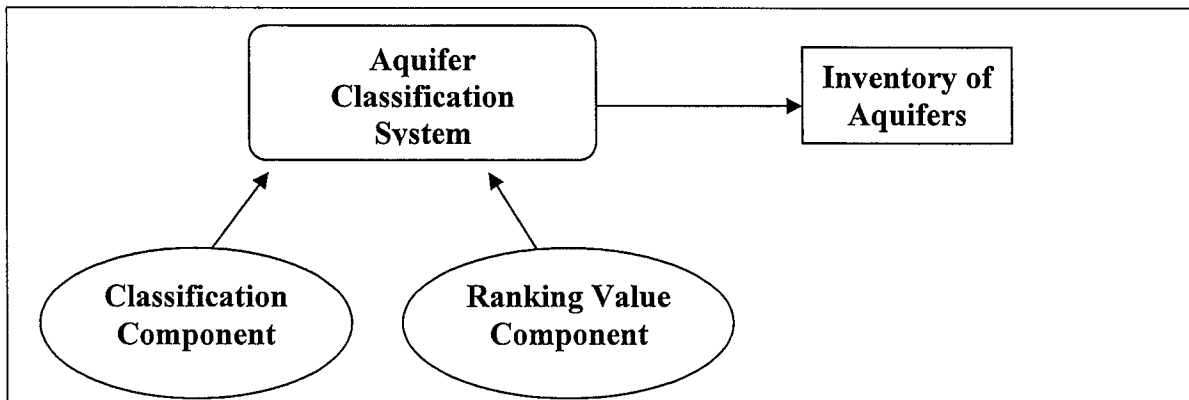 Aquifer
Classification
System
Inventory of
Aquifers
Classification
Component
Ranking Value
Component